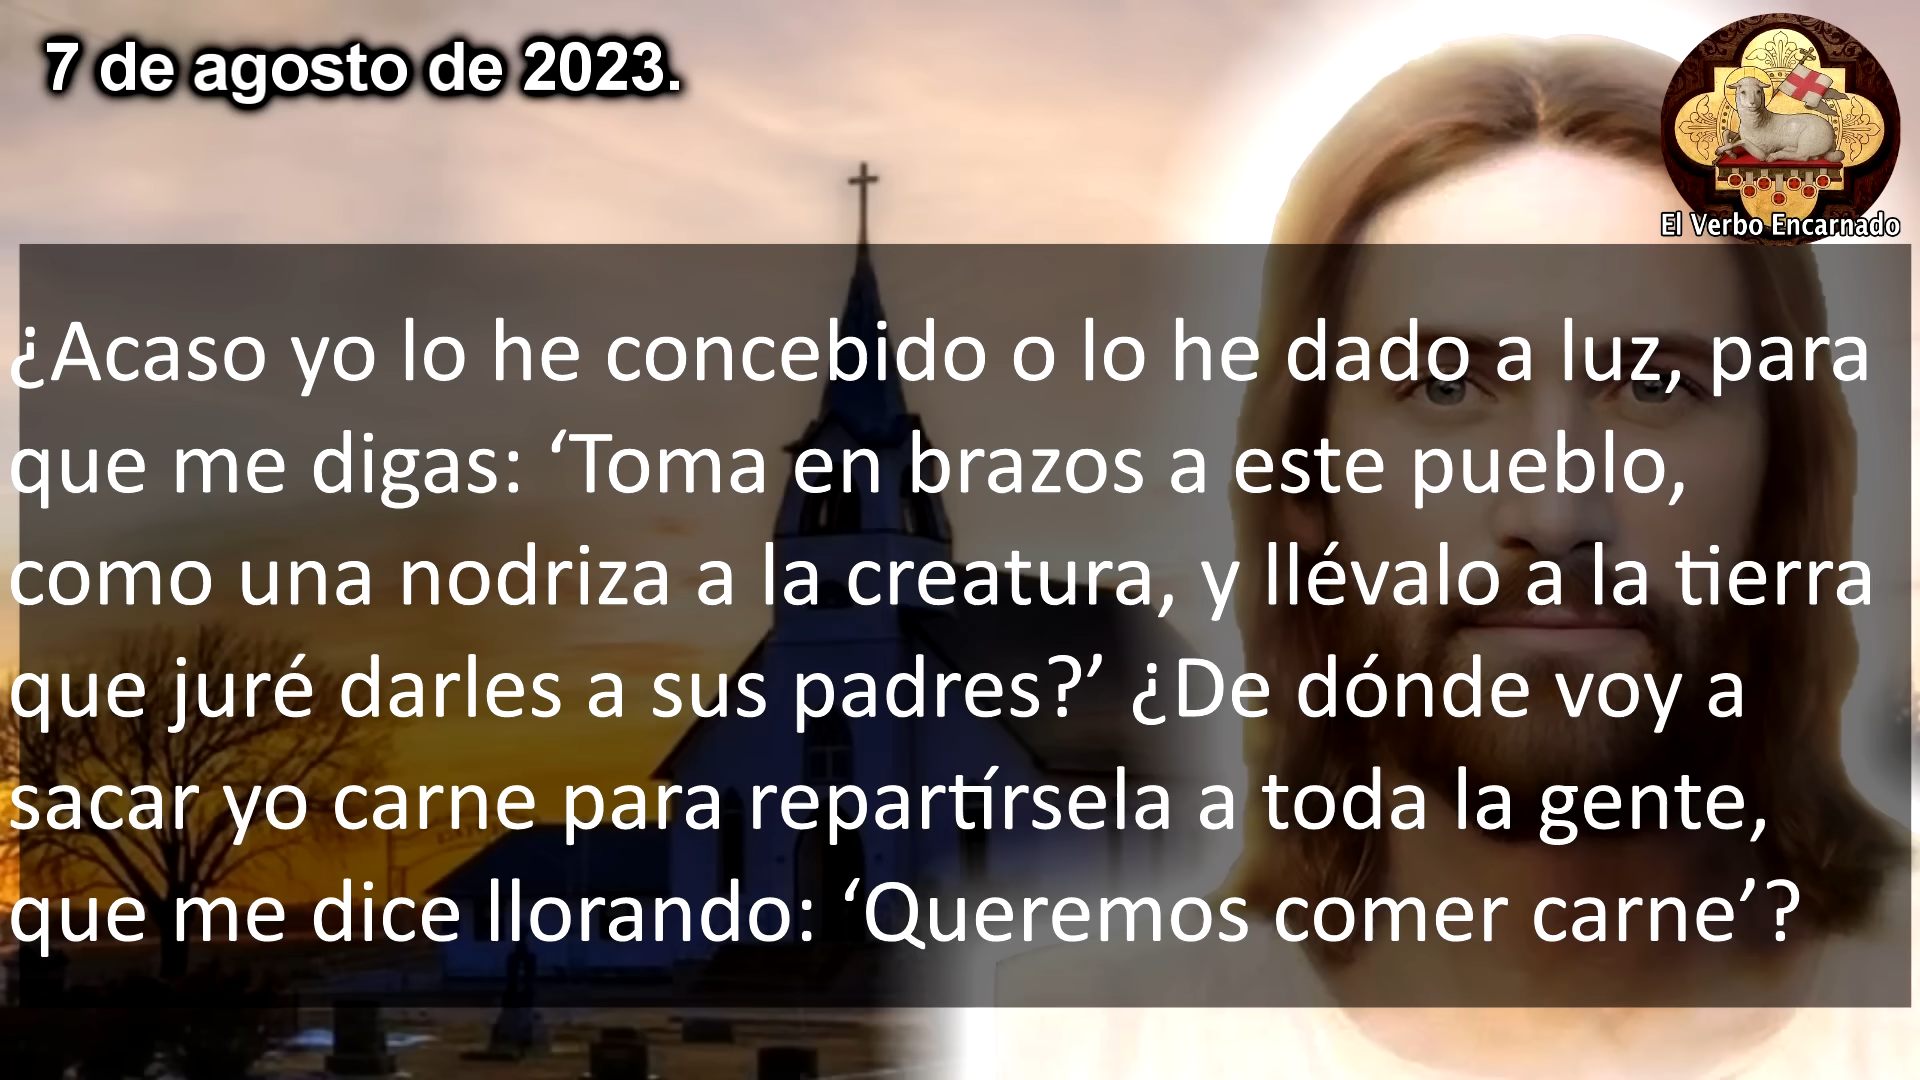 7 de agosto de 2023.
El Verbo Encarnado
¿Acaso yo lo he concebido o lo he dado a luz, para
que me digas: ‘Toma en brazos a este pueblo,
como una nodriza a la creatura, y llévalo a la tierra
que juré darles a sus padres?’ ¿De dónde voy a
sacar yo carne para repartírsela a toda la gente,
que me dice llorando: ‘Queremos comer carne’?